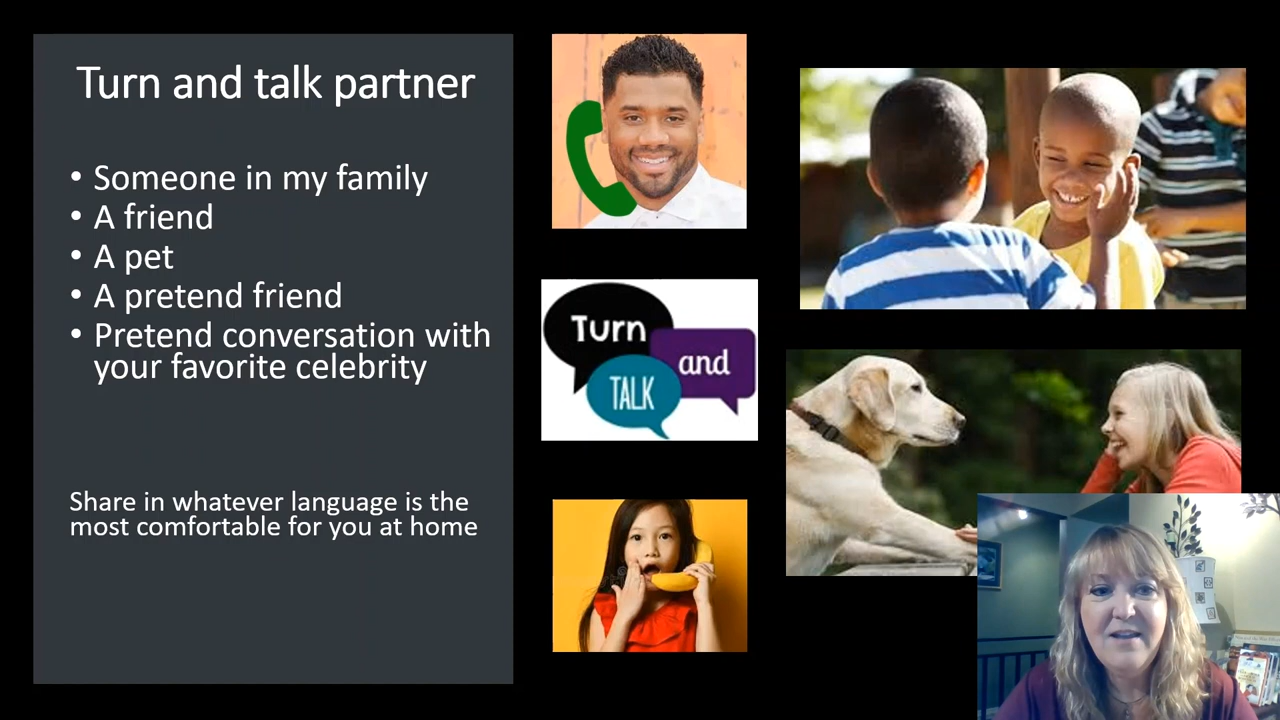 Turn and talk partner
• Someone in my family
• A friend
• A pet
• A pretend friend
• Pretend conversation with
your favorite celebrity
Share in whatever language is the
most comfortable for you at home
Turn
and
TALK